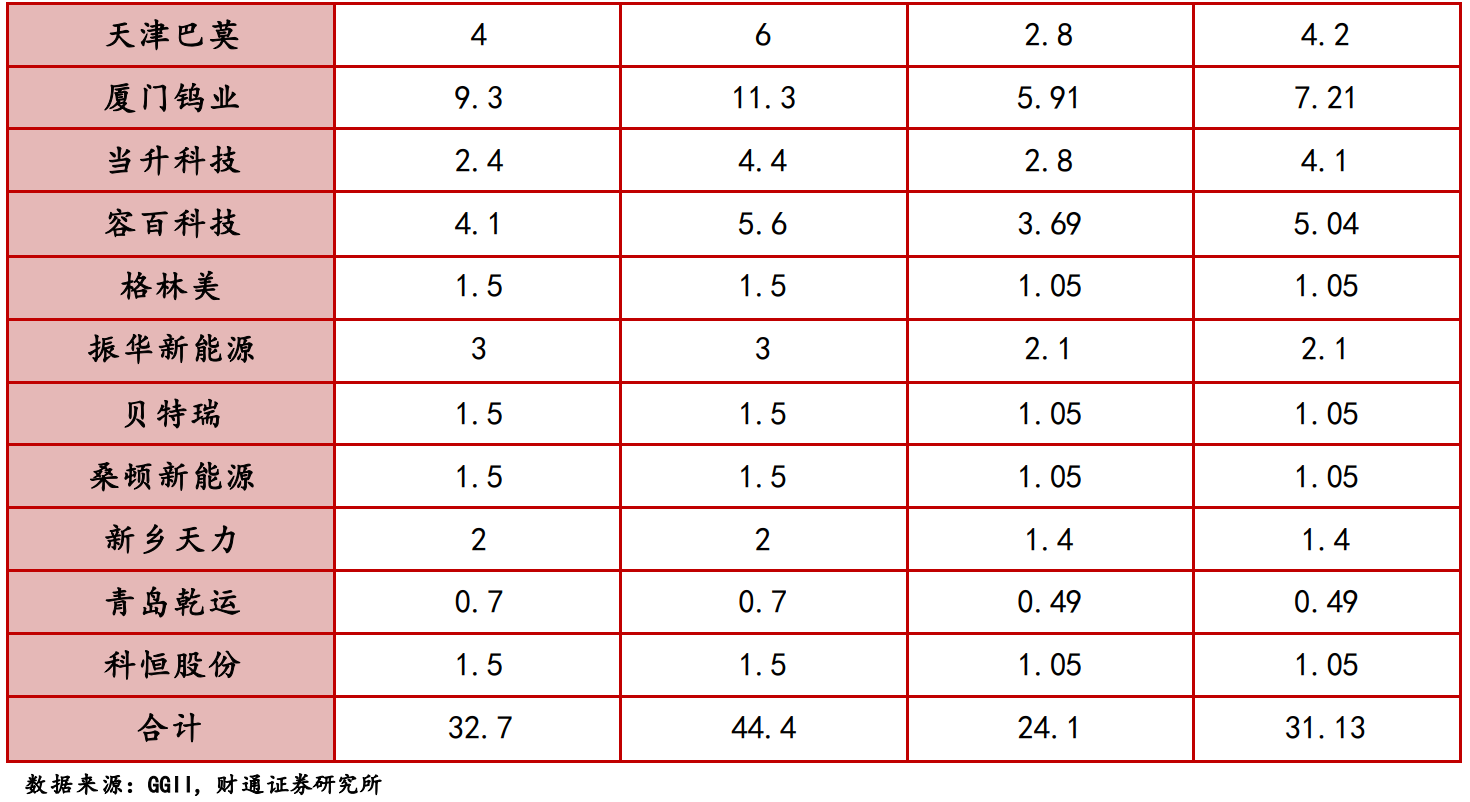 天津巴莫 4 6 2.8 4.2
厦门钨业 9.3 11.3 5.91 7.21
当升科技 2.4 4.4 2.8 4.1
容百科技 4.1 5.6 3.69 5.04
格林美 1.5 1.5 1.05 1.05
振华新能源 3 3 2.1 2.1
贝特瑞 1.5 1.5 1.05 1.05
桑顿新能源 1.5 1.5 1.05 1.05
新乡天力 2 2 1.4 1.4
青岛乾运 0.7 0.7 0.49 0.49
科恒股份 1.5 1.5 1.05 1.05
合计 32.7 44.4 24.1 31.13
数据来源：GGII，财通证券研究所